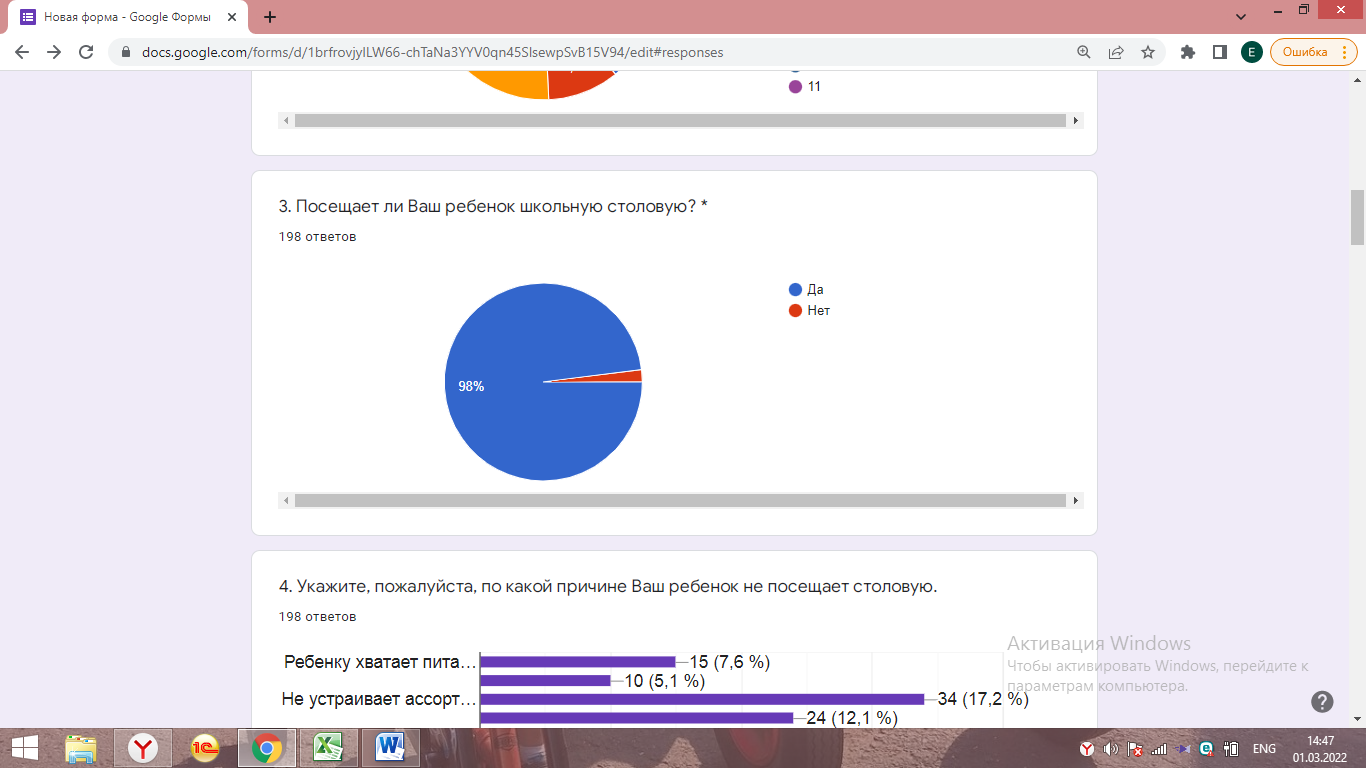 Новая форма - Google Формы
docs.google.com/forms/d/1brfrovjylLW66-chTaNa3YYV0qn45SlsewpSvB15V94/edit#responses
E
Ошибка
11
3. Посещает ли Ваш ребенок школьную столовую? *
198 ответов
Да
Нет
98%
4. Укажите, пожалуйста, по какой причине Ваш ребенок не посещает столовую.
198 ответов
Ребенку хватает пита… 15 (7,6 %)
10 (5,1 %)
Не устраивает ассорт… 34 (17,2 %)
24 (12,1 %)
Активация Windows
Чтобы активировать Windows, перейдите к
параметрам компьютера.
ENG
14:47
01.03.2022